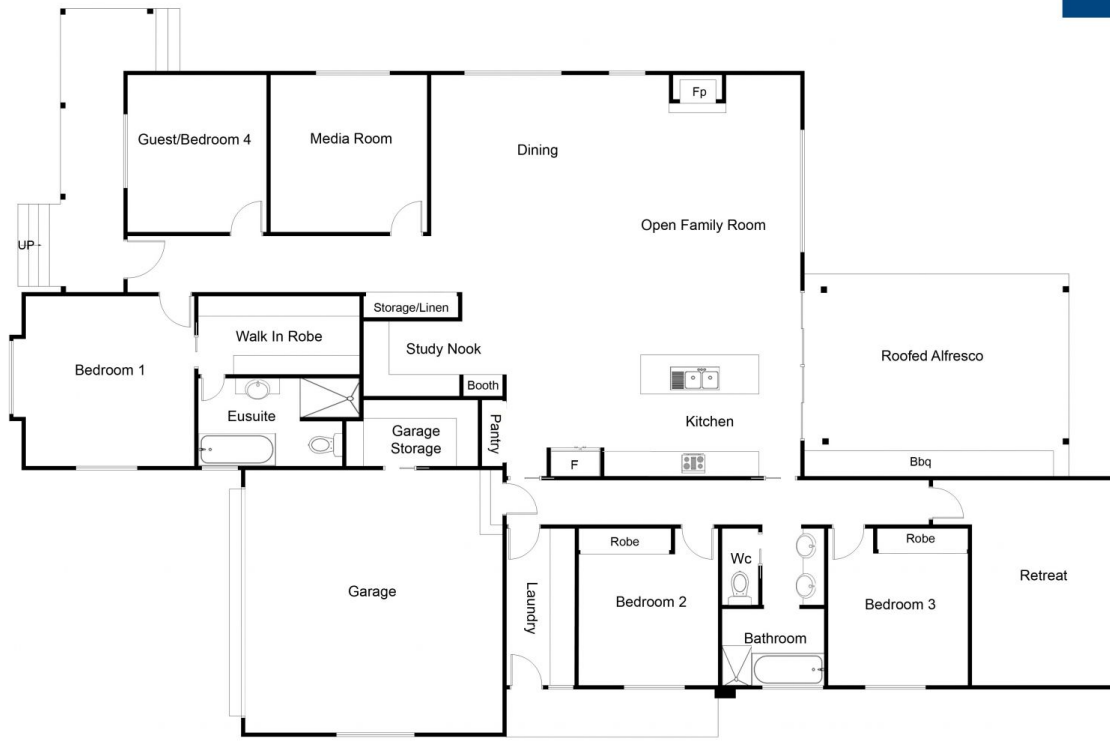 Fp
Guest/Bedroom 4
Media Room
Dining
Open Family Room
UP
Storage/Linen
Walk In Robe
Study Nook
Roofed Alfresco
Bedroom 1
Booth
Eusuite
Pantry
Kitchen
Garage
Storage
F
Bbq
Robe
Robe
Wc
Retreat
Garage
Laundry
Bedroom 2
Bedroom 3
Bathroom